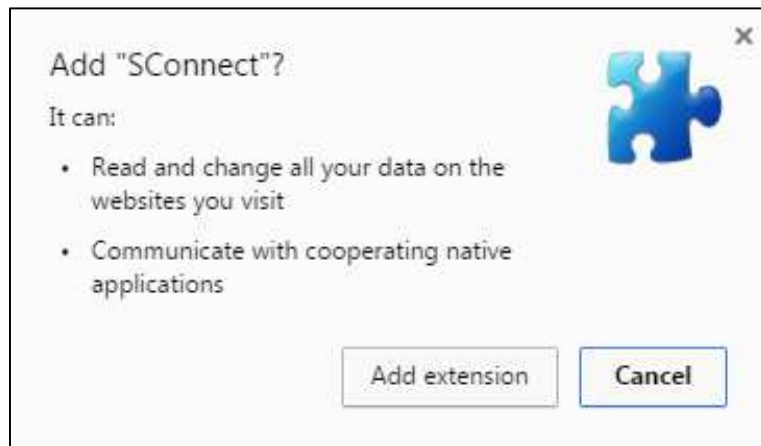 Add "SConnect"?
It can:
• Read and change all your data on the
websites you visit
• Communicate with cooperating native
applications
Add extension
Cancel